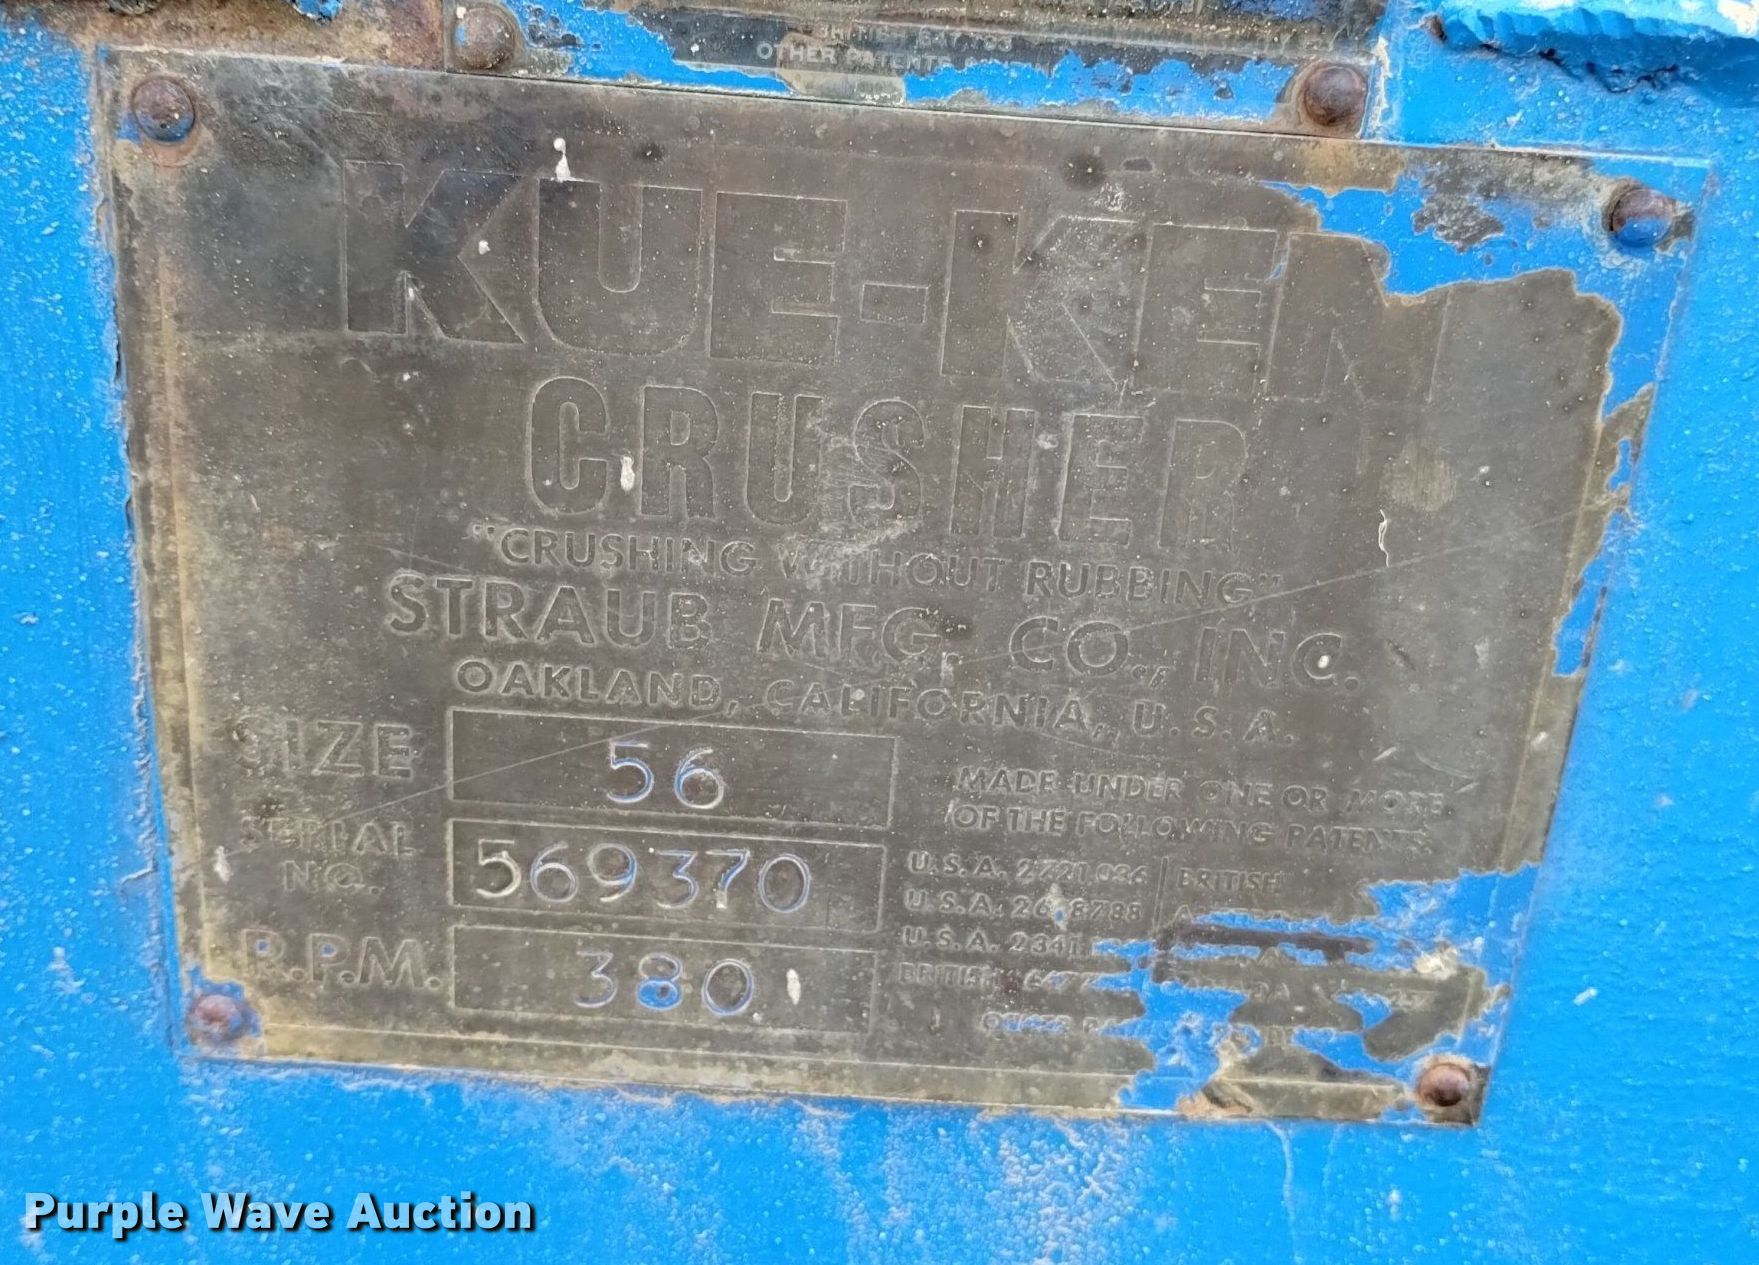 OTHER PATENTS
KUE-KEN
CRUSHER
"CRUSHING WITHOUT RUBBING"
STRAUB MFG. CO., INC.
OAKLAND, CALIFORNIA, U.S.A.
SIZE 56
SERIAL NO. 569370
R.P.M. 380
MADE UNDER ONE OR MORE
OF THE FOLLOWING PATENTS
U.S.A. 2721036 BRITISH
U.S.A.
U.S.A.
BRITISH
Purple Wave Auction